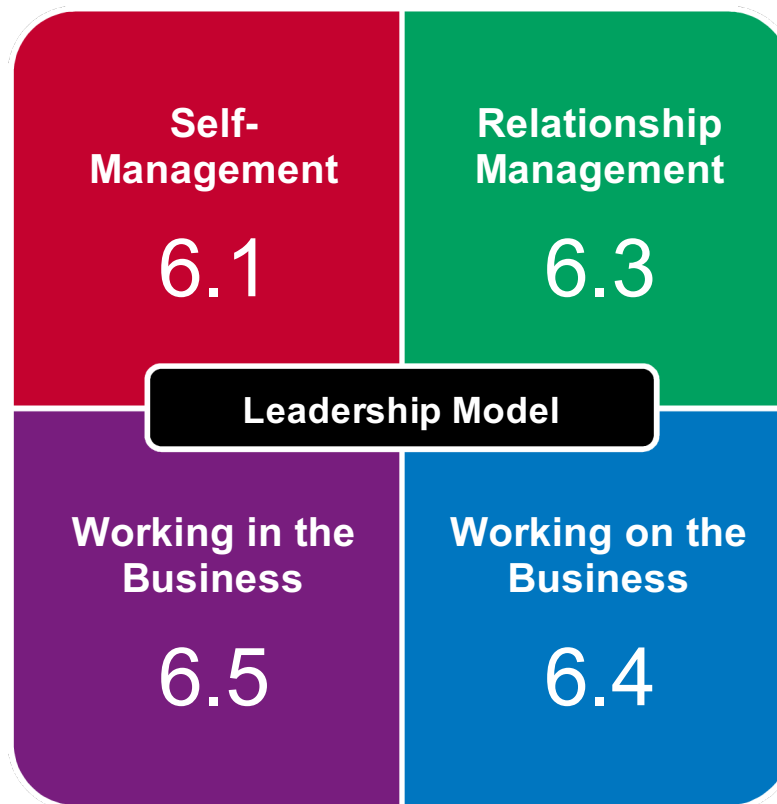 Self-
Management
6.1
Relationship
Management
6.3
Leadership Model
Working in the
Business
6.5
Working on the
Business
6.4